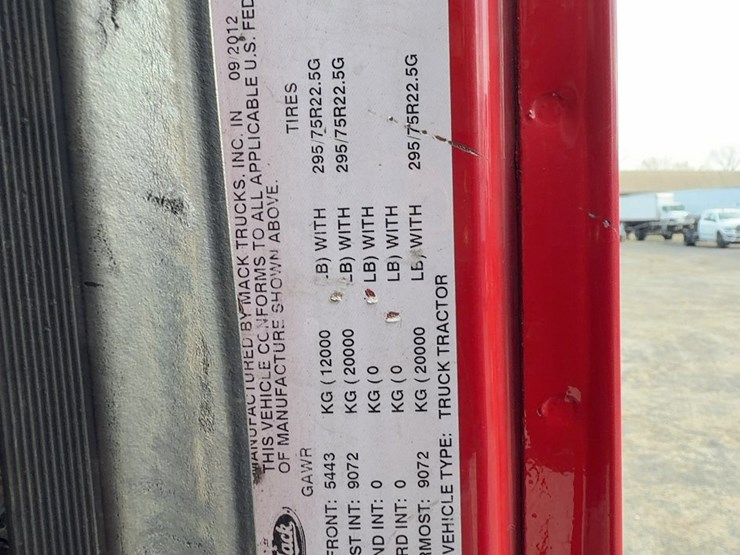 MANUFACTURED BY MACK TRUCKS, INC. IN 09/2012
THIS VEHICLE CONFORMS TO ALL APPLICABLE U.S. FED
OF MANUFACTURE SHOWN ABOVE.
GAWR TIRES
FRONT: 5443 KG (12000 LB) WITH 295/75R22.5G
ST INT: 9072 KG (20000 LB) WITH 295/75R22.5G
ND INT: 0 KG (0 LB) WITH
RD INT: 0 KG (0 LB) WITH
RMOST: 9072 KG (20000 LB) WITH 295/75R22.5G
VEHICLE TYPE: TRUCK TRACTOR
Mack